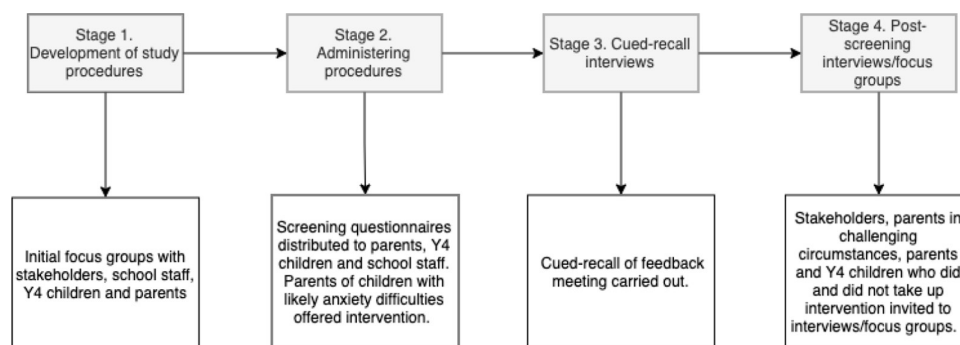 Stage 1.
Development of study
procedures
Stage 2.
Administering
procedures
Stage 3. Cued-recall
interviews
Stage 4. Post-
screening
interviews/focus
groups
Initial focus groups with
stakeholders, school staff,
Y4 children and parents
Screening questionnaires
distributed to parents, Y4
children and school staff.
Parents of children with
likely anxiety difficulties
offered intervention.
Cued-recall of feedback
meeting carried out.
Stakeholders, parents in
challenging
circumstances, parents
and Y4 children who did
and did not take up
intervention invited to
interviews/focus groups.